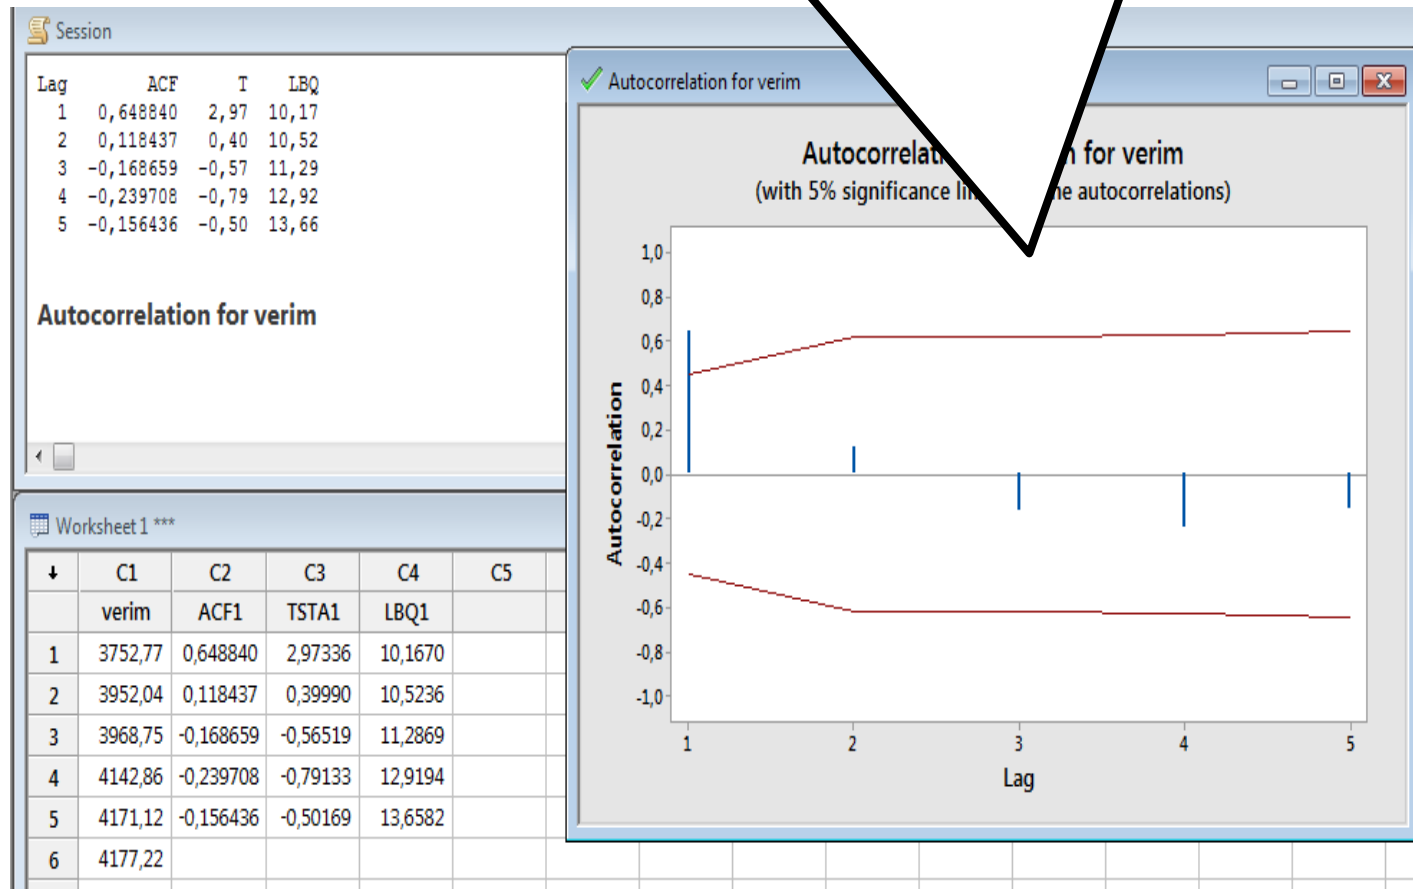 Session
Lag ACF T LBQ
1 0,648840 2,97 10,17
2 0,118437 0,40 10,52
3 -0,168659 -0,57 11,29
4 -0,239708 -0,79 12,92
5 -0,156436 -0,50 13,66
Autocorrelation for verim
Autocorrelation for verim
for verim
(with 5% significance autocorrelations)
1,0
0,8
0,6
0,4
0,2
0,0
-0,2
-0,4
-0,6
-0,8
-1,0
Autocorrelation
1 2 3 4 5
Lag
Worksheet 1 ***
C1 C2 C3 C4 C5
verim ACF1 TSTA1 LBQ1
1 3752,77 0,648840 2,97336 10,1670
2 3952,04 0,118437 0,39990 10,5236
3 3968,75 -0,168659 -0,56519 11,2869
4 4142,86 -0,239708 -0,79133 12,9194
5 4171,12 -0,156436 -0,50169 13,6582
6 4177,22